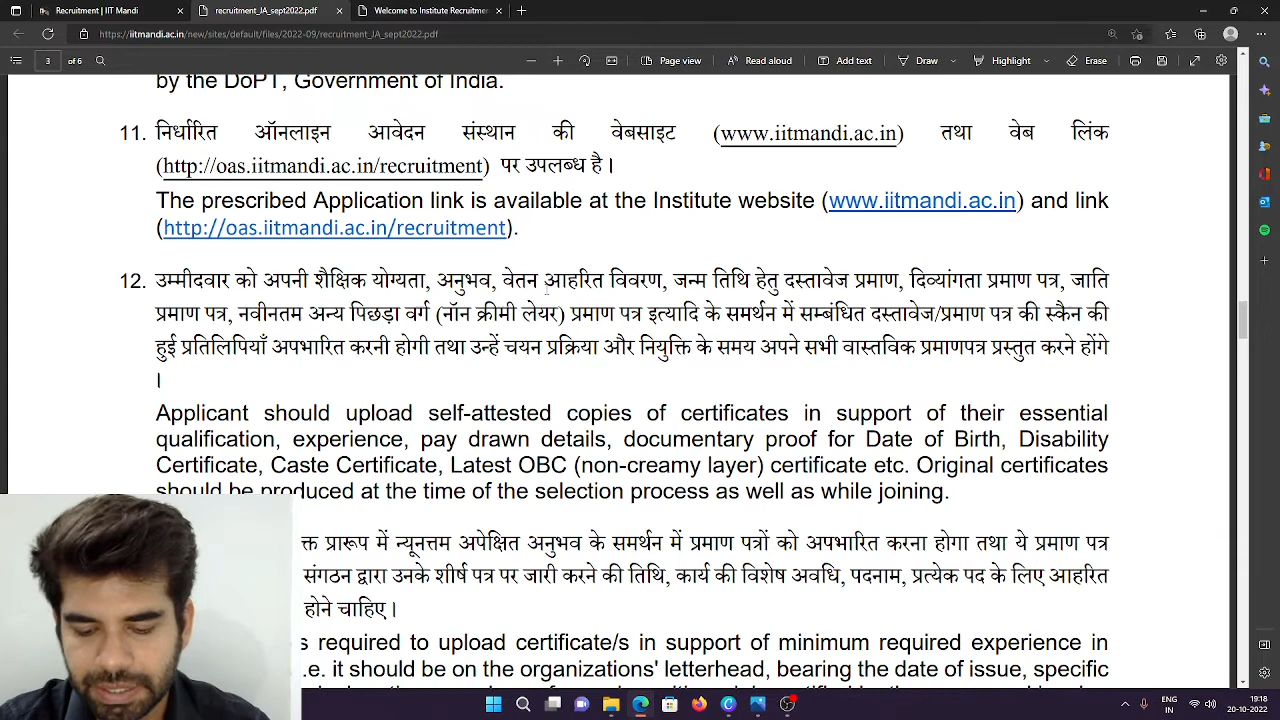 Recruitment | IIT Mandi
recruitment_JA_sept2022.pdf
Welcome to Institute Recruitmen
https://iitmandi.ac.in/new/sites/default/files/2022-09/recruitment_JA_sept2022.pdf
3 of 6
Page view
Read aloud
Add text
Draw
Highlight
Erase
by the DoPT, Government of India.
11. निर्धारित ऑनलाइन आवेदन संस्थान की वेबसाइट (www.iitmandi.ac.in) तथा वेब लिंक
(http://oas.iitmandi.ac.in/recruitment) पर उपलब्ध है।
The prescribed Application link is available at the Institute website (www.iitmandi.ac.in) and link
(http://oas.iitmandi.ac.in/recruitment).
12. उम्मीदवार को अपनी शैक्षिक योग्यता, अनुभव, वेतन आहरित विवरण, जन्म तिथि हेतु दस्तावेज प्रमाण, दिव्यांगता प्रमाण पत्र, जाति
प्रमाण पत्र, नवीनतम अन्य पिछड़ा वर्ग (नॉन क्रीमी लेयर) प्रमाण पत्र इत्यादि के समर्थन में सम्बंधित दस्तावेज/प्रमाण पत्र की स्कैन की
हुई प्रतिलिपियाँ अपभारित करनी होगी तथा उन्हें चयन प्रक्रिया और नियुक्ति के समय अपने सभी वास्तविक प्रमाणपत्र प्रस्तुत करने होंगे
।
Applicant should upload self-attested copies of certificates in support of their essential
qualification, experience, pay drawn details, documentary proof for Date of Birth, Disability
Certificate, Caste Certificate, Latest OBC (non-creamy layer) certificate etc. Original certificates
should be produced at the time of the selection process as well as while joining.
प्रारूप में न्यूनत्तम अपेक्षित अनुभव के समर्थन में प्रमाण पत्रों को अपभारित करना होगा तथा ये प्रमाण पत्र
संगठन द्वारा उनके शीर्ष पत्र पर जारी करने की तिथि, कार्य की विशेष अवधि, पदनाम, प्रत्येक पद के लिए आहरित
होने चाहिए।
s required to upload certificate/s in support of minimum required experience in
.e. it should be on the organizations' letterhead, bearing the date of issue, specific
ENG
IN
19:18
20-10-2022